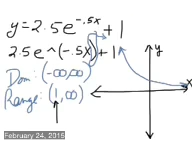 y=2.5e^-.5x+1
2.5e^(-.5x)+1
y
Dom: (-∞,∞)
Range: (1,∞)
x
February 24, 2015